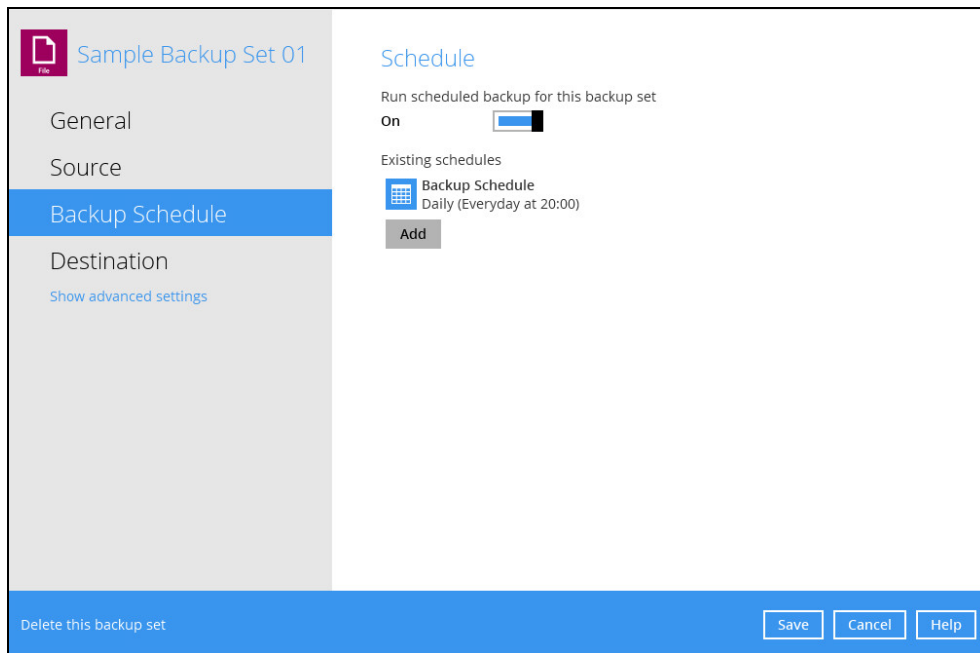 File
Sample Backup Set 01
General
Source
Backup Schedule
Destination
Show advanced settings
Schedule
Run scheduled backup for this backup set
On
Existing schedules
Backup Schedule
Daily (Everyday at 20:00)
Add
Delete this backup set
Save
Cancel
Help